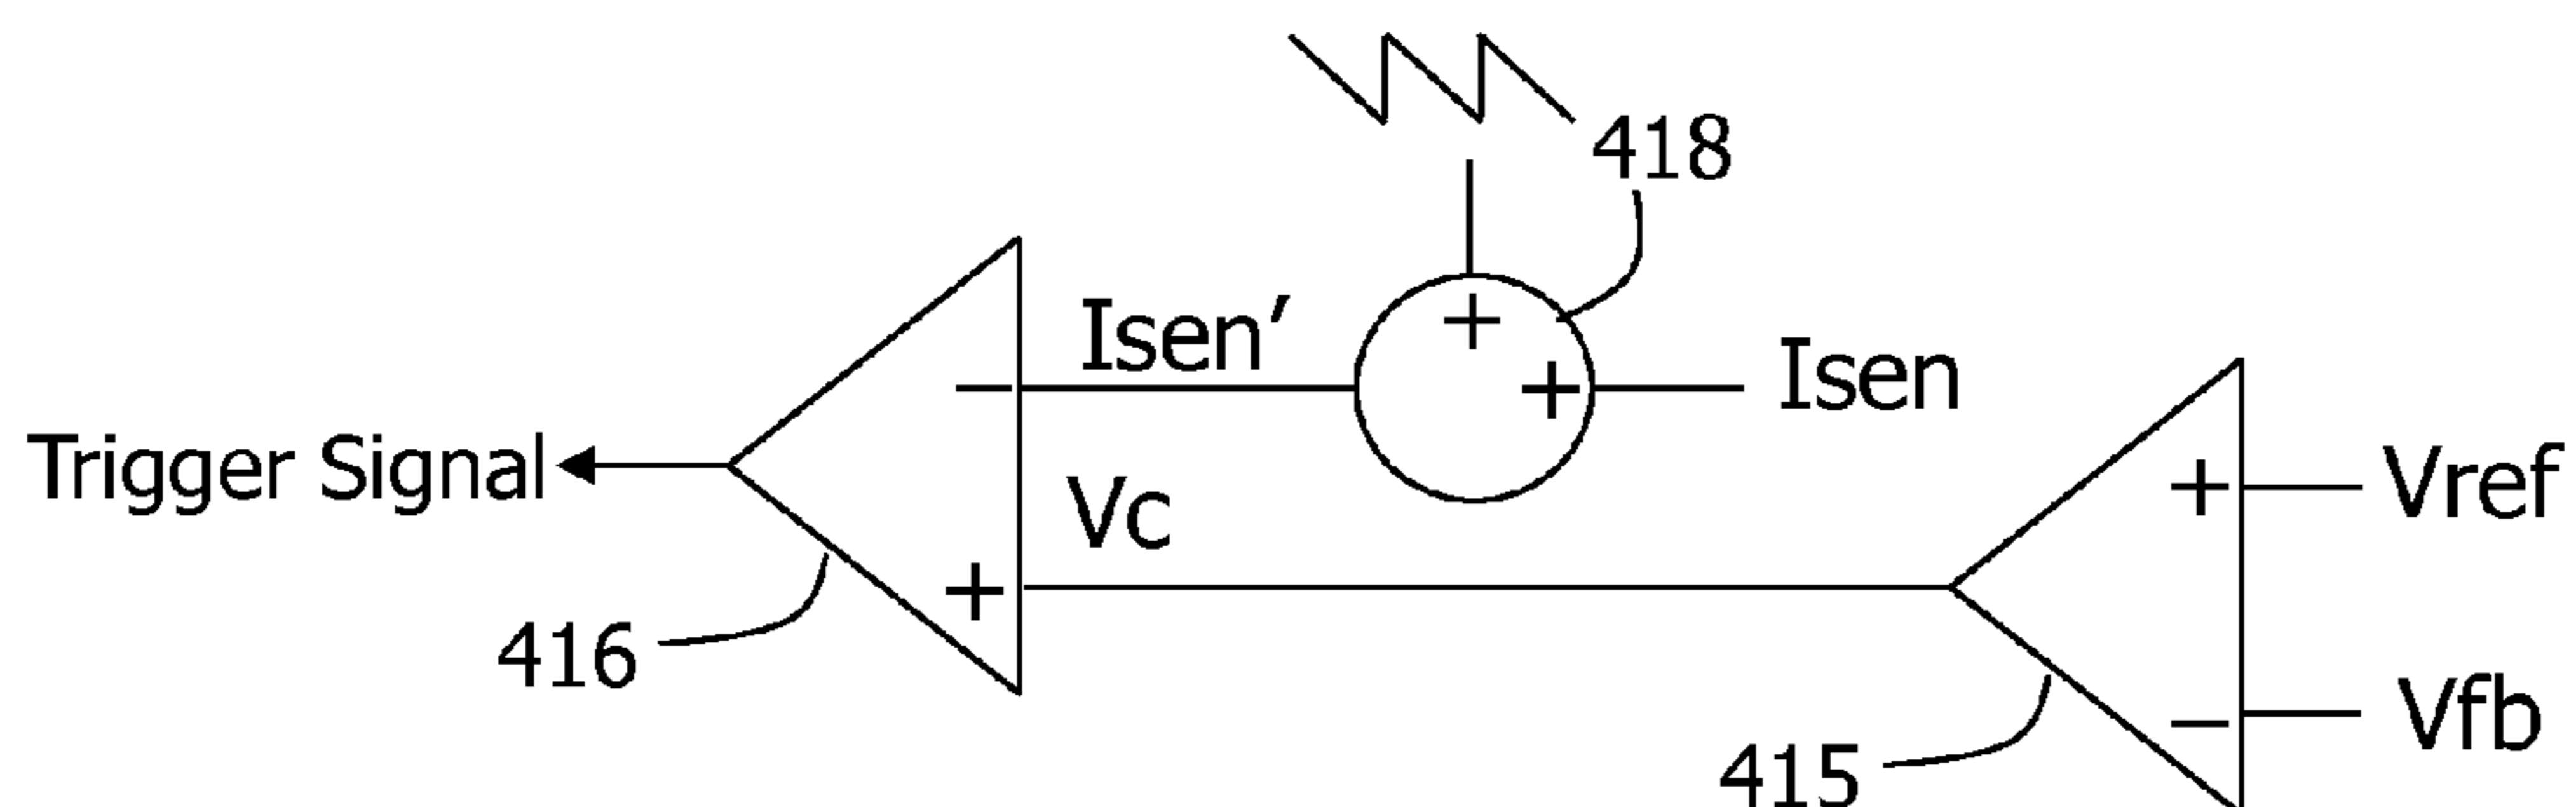 418
Isen′
Isen
Trigger Signal
Vc
Vref
416
415
Vfb